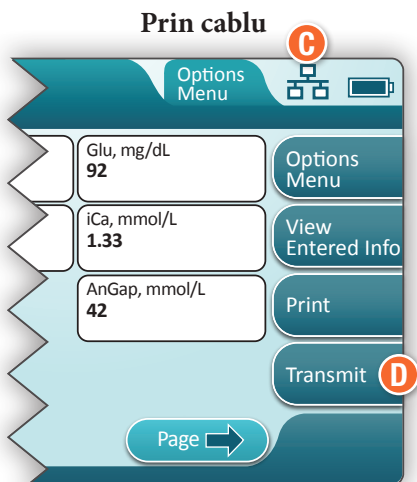 Prin cablu
C
Options
Menu
Glu, mg/dL
92
Options
Menu
iCa, mmol/L
1.33
View
Entered Info
AnGap, mmol/L
42
Print
Transmit
D
Page